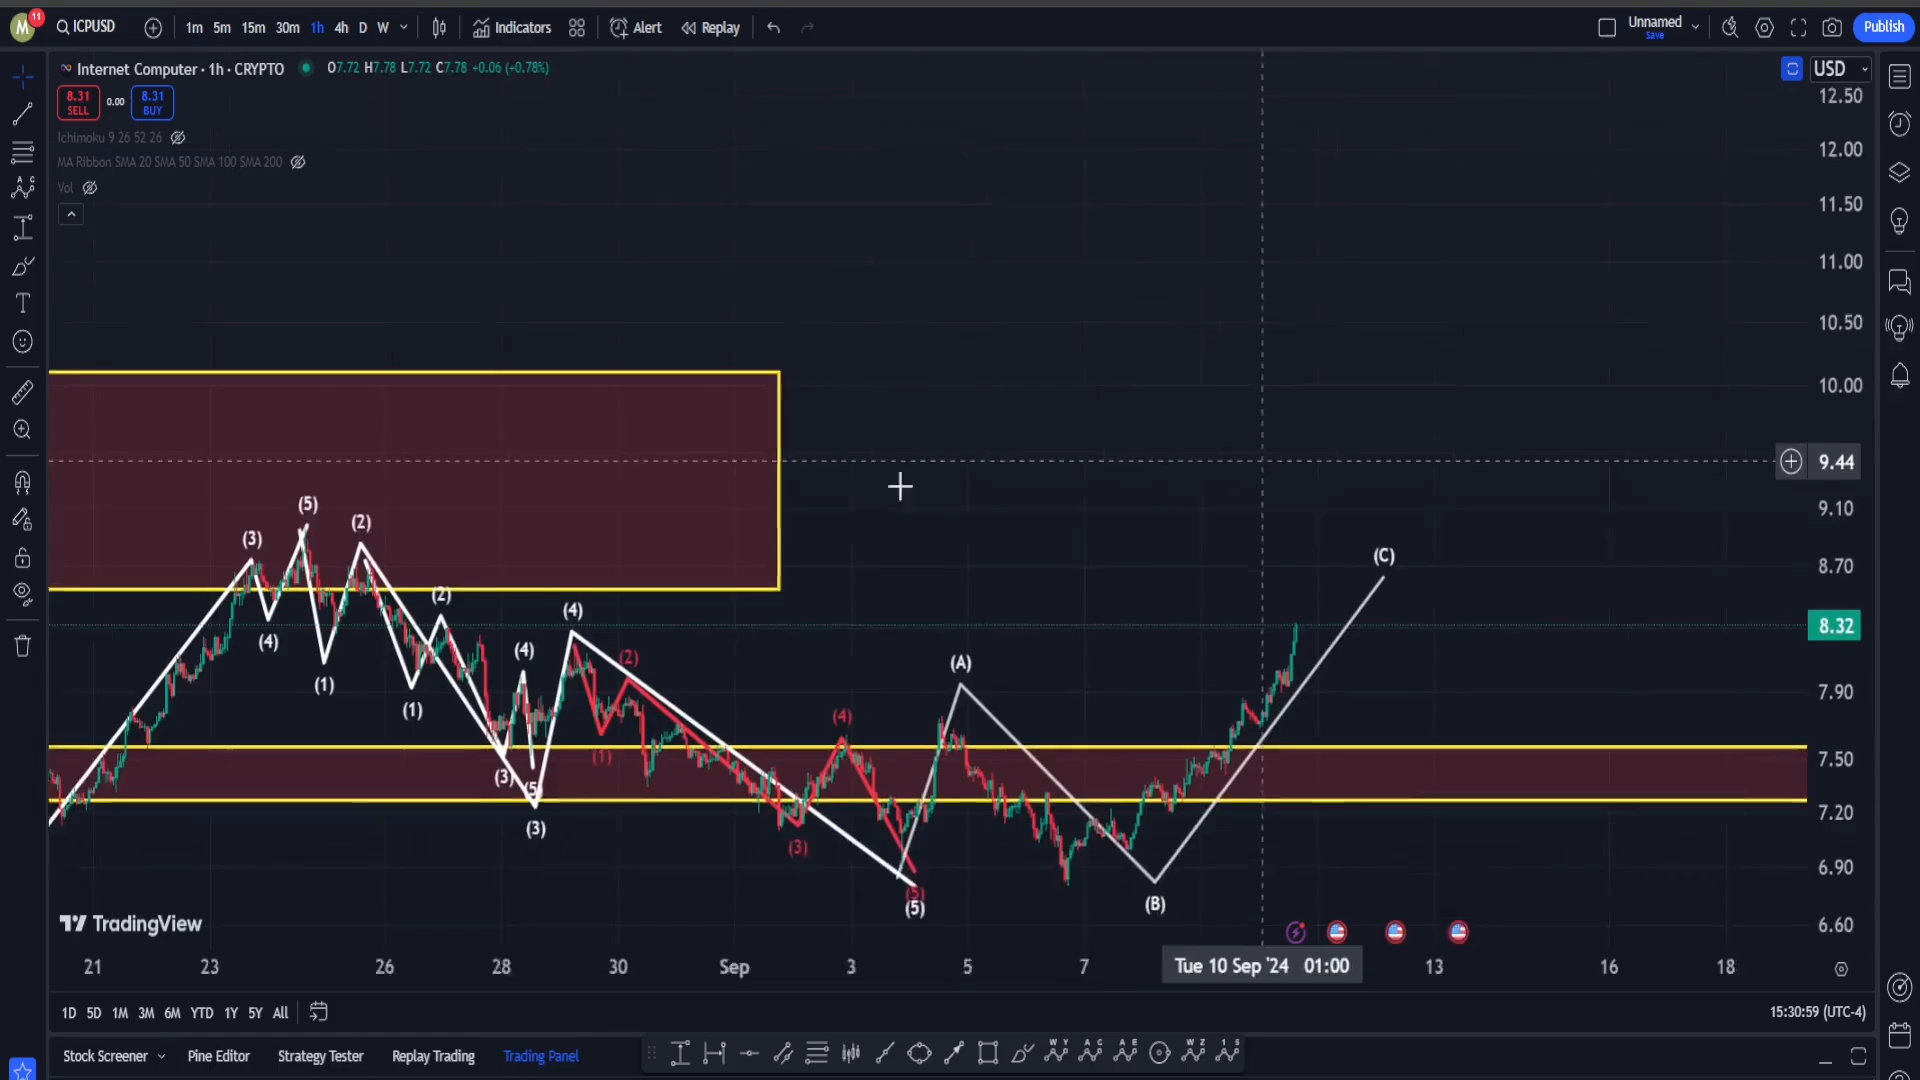 M 11 ICPUSD 1m 5m 15m 30m 1h 4h D W Indicators Alert Replay Unnamed Save Publish
Internet Computer · 1h · CRYPTO O7.72 H7.78 L7.72 C7.78 +0.06 (+0.78%) USD
8.31 SELL 0.00 8.31 BUY
Ichimoku 9 26 52 26
MA Ribbon SMA 20 SMA 50 SMA 100 SMA 200
Vol
12.50
12.00
11.50
11.00
10.50
10.00
9.44
9.10
8.70
8.32
7.90
7.50
7.20
6.90
6.60
(5)
(2)
(3)
(C)
(2)
(4)
(4)
(4)
(2)
(A)
(1)
(1)
(4)
(1)
(3)
(5)
(3)
(3)
(5)
(5)
(B)
TradingView
21 23 26 28 30 Sep 3 5 7 Tue 10 Sep '24 01:00 13 16 18
1D 5D 1M 3M 6M YTD 1Y 5Y All 15:30:59 (UTC-4)
Stock Screener Pine Editor Strategy Tester Replay Trading Trading Panel